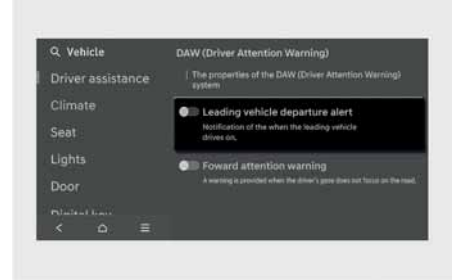 Vehicle
Driver assistance
Climate
Seat
Lights
Door
Digital key
DAW (Driver Attention Warning)
The properties of the DAW (Driver Attention Warning)
system
Leading vehicle departure alert
Notification of the when the leading vehicle
drives on.
Foward attention warning
A warning is provided when the driver's gaze does not focus on the road.